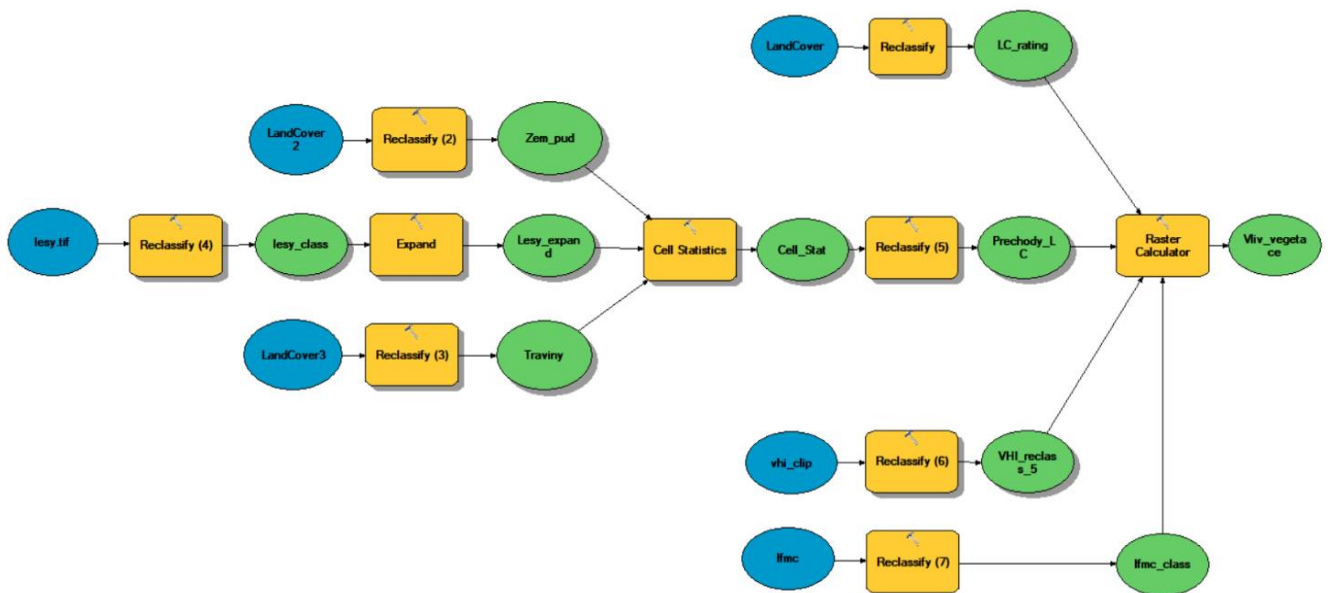 LandCover
Reclassify
LC_rating
LandCover
2
Reclassify (2)
Zem_pud
lesy.tif
Reclassify (4)
lesy_class
Expand
Lesy_expan
d
Cell Statistics
Cell_Stat
Reclassify (5)
Prechody_L
C
Raster
Calculator
Vliv_vegeta
ce
LandCover3
Reclassify (3)
Traviny
vhi_clip
Reclassify (6)
VHI_reclas
s_5
lfmc
Reclassify (7)
lfmc_class